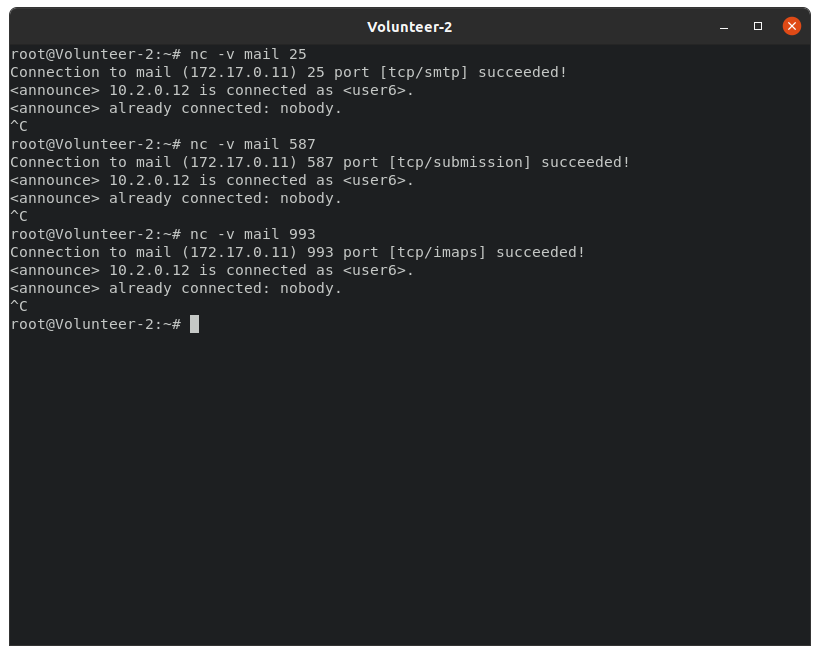 Volunteer-2
root@Volunteer-2:~# nc -v mail 25
Connection to mail (172.17.0.11) 25 port [tcp/smtp] succeeded!
<announce> 10.2.0.12 is connected as <user6>.
<announce> already connected: nobody.
^C
root@Volunteer-2:~# nc -v mail 587
Connection to mail (172.17.0.11) 587 port [tcp/submission] succeeded!
<announce> 10.2.0.12 is connected as <user6>.
<announce> already connected: nobody.
^C
root@Volunteer-2:~# nc -v mail 993
Connection to mail (172.17.0.11) 993 port [tcp/imaps] succeeded!
<announce> 10.2.0.12 is connected as <user6>.
<announce> already connected: nobody.
^C
root@Volunteer-2:~#